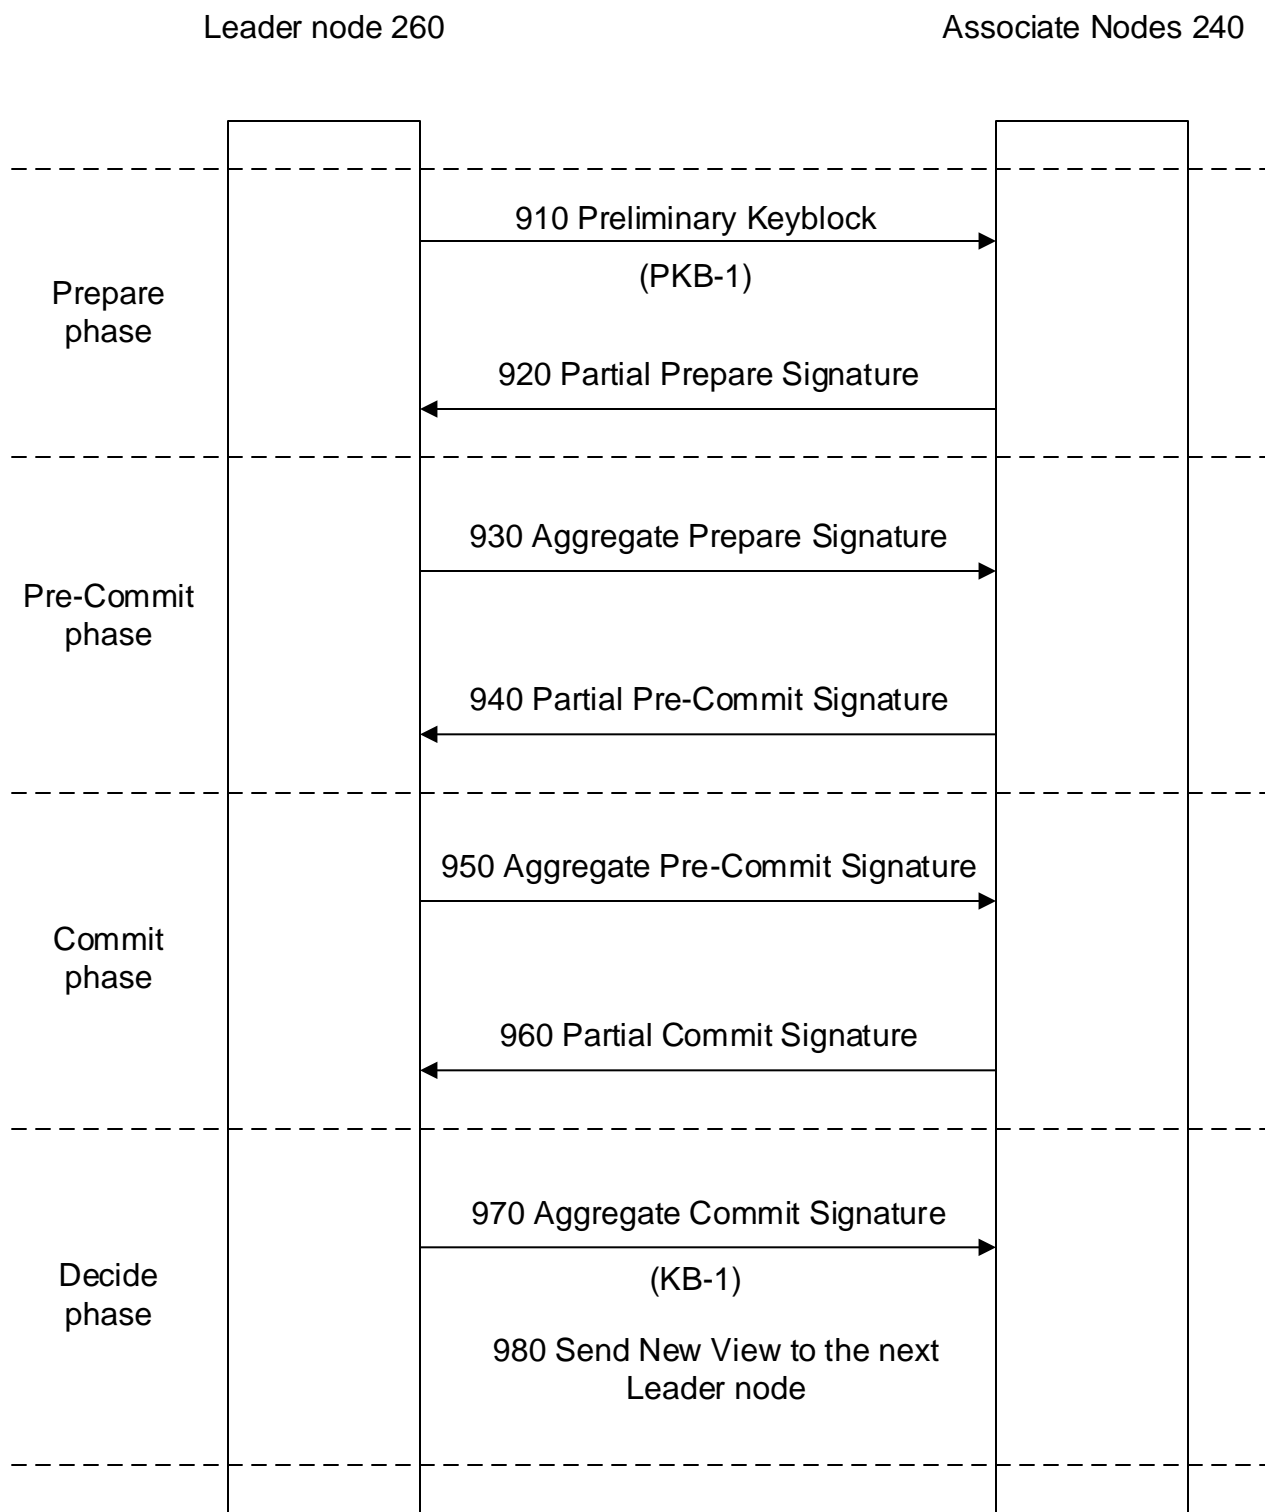 Leader node 260
Associate Nodes 240
910 Preliminary Keyblock
(PKB-1)
Prepare
phase
920 Partial Prepare Signature
930 Aggregate Prepare Signature
Pre-Commit
phase
940 Partial Pre-Commit Signature
950 Aggregate Pre-Commit Signature
Commit
phase
960 Partial Commit Signature
970 Aggregate Commit Signature
(KB-1)
Decide
phase
980 Send New View to the next
Leader node